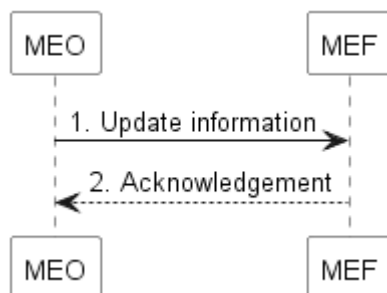 MEO MEF
1. Update information
2. Acknowledgement
MEO MEF